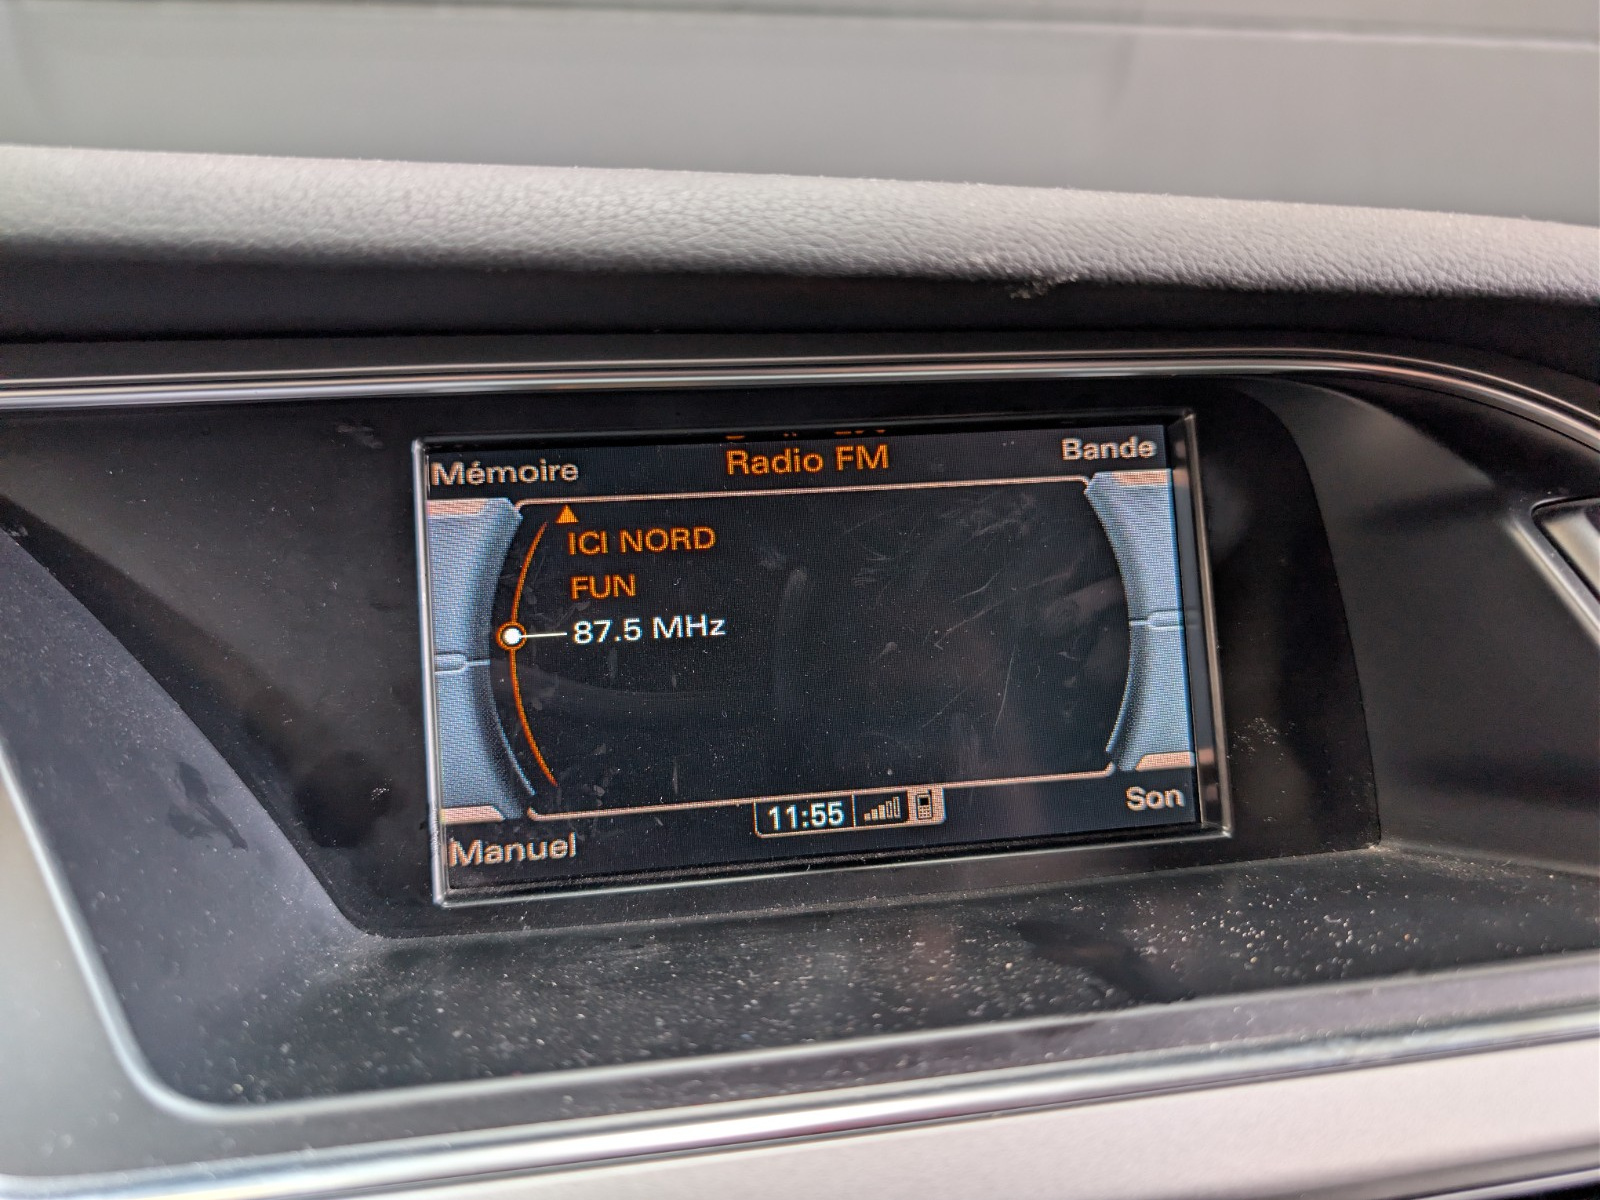 Mémoire
Radio FM
Bande
ICI NORD
FUN
87.5 MHz
11:55
Manuel
Son